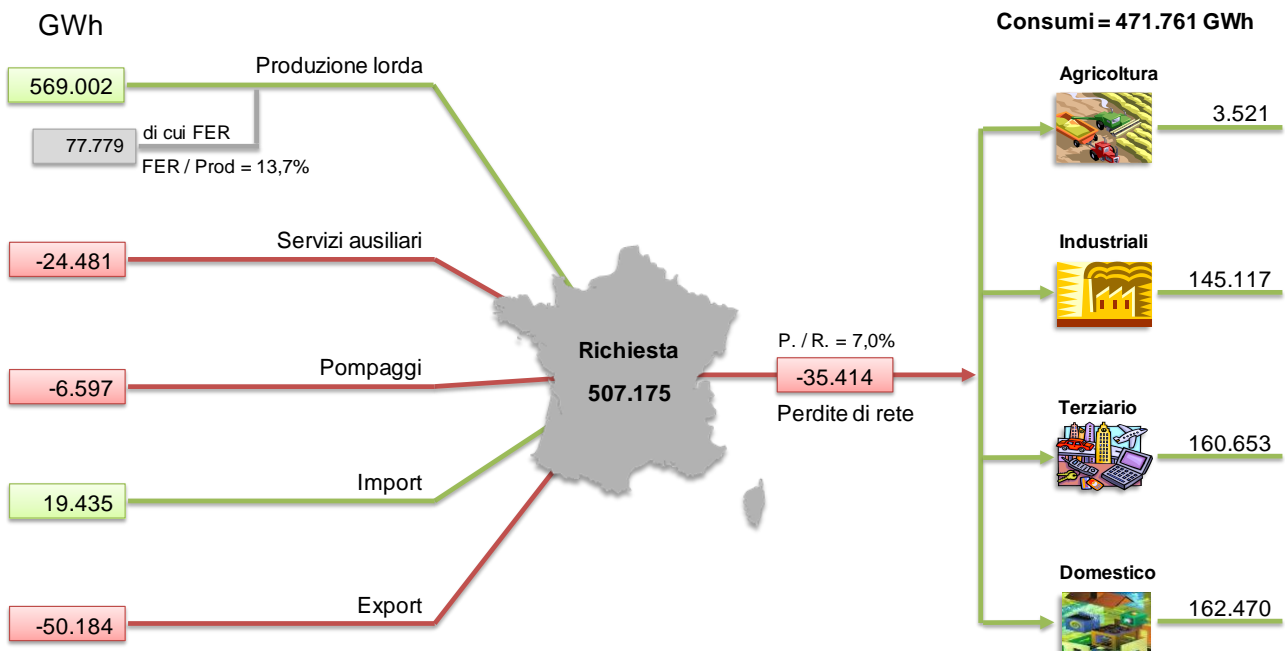 GWh
Consumi = 471.761 GWh
Produzione lorda
569.002
di cui FER
77.779
FER / Prod = 13,7%
Servizi ausiliari
-24.481
Pompaggi
-6.597
Import
19.435
Export
-50.184
Richiesta
507.175
P. / R. = 7,0%
-35.414
Perdite di rete
Agricoltura
3.521
Industriali
145.117
Terziario
160.653
Domestico
162.470